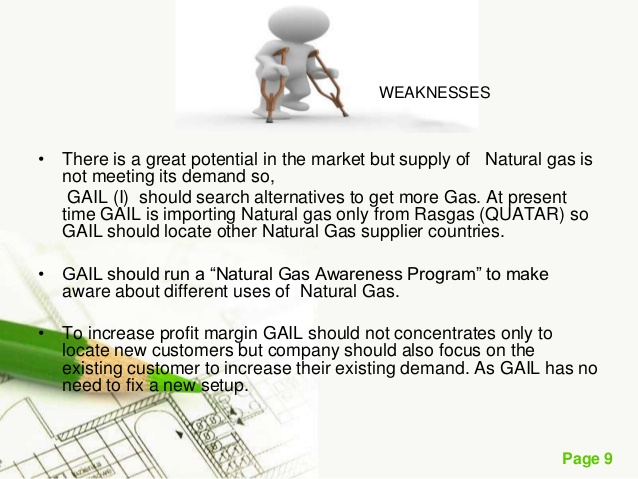 WEAKNESSES
• There is a great potential in the market but supply of Natural gas is
not meeting its demand so,
GAIL (I) should search alternatives to get more Gas. At present
time GAIL is importing Natural gas only from Rasgas (QUATAR) so
GAIL should locate other Natural Gas supplier countries.
• GAIL should run a “Natural Gas Awareness Program” to make
aware about different uses of Natural Gas.
• To increase profit margin GAIL should not concentrates only to
locate new customers but company should also focus on the
existing customer to increase their existing demand. As GAIL has no
need to fix a new setup.
Page 9